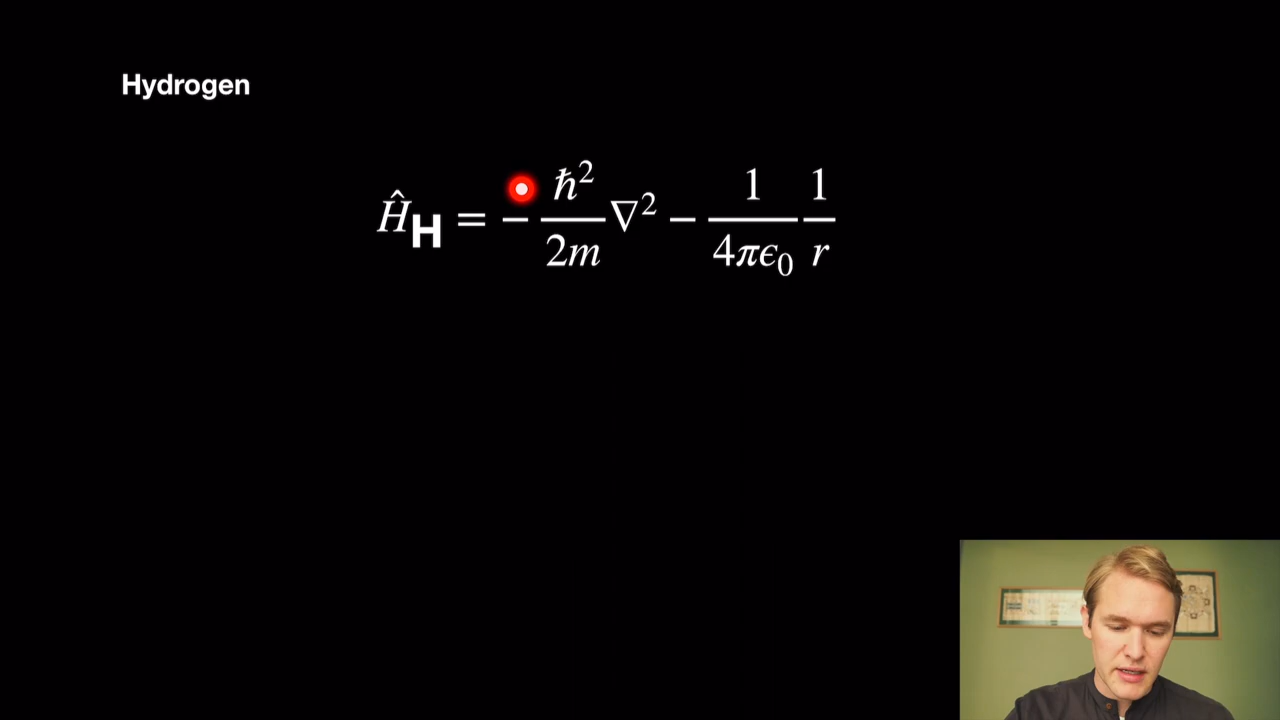 Hydrogen
Ĥ_H = − ℏ²/2m ∇² − 1/4πϵ₀ 1/r